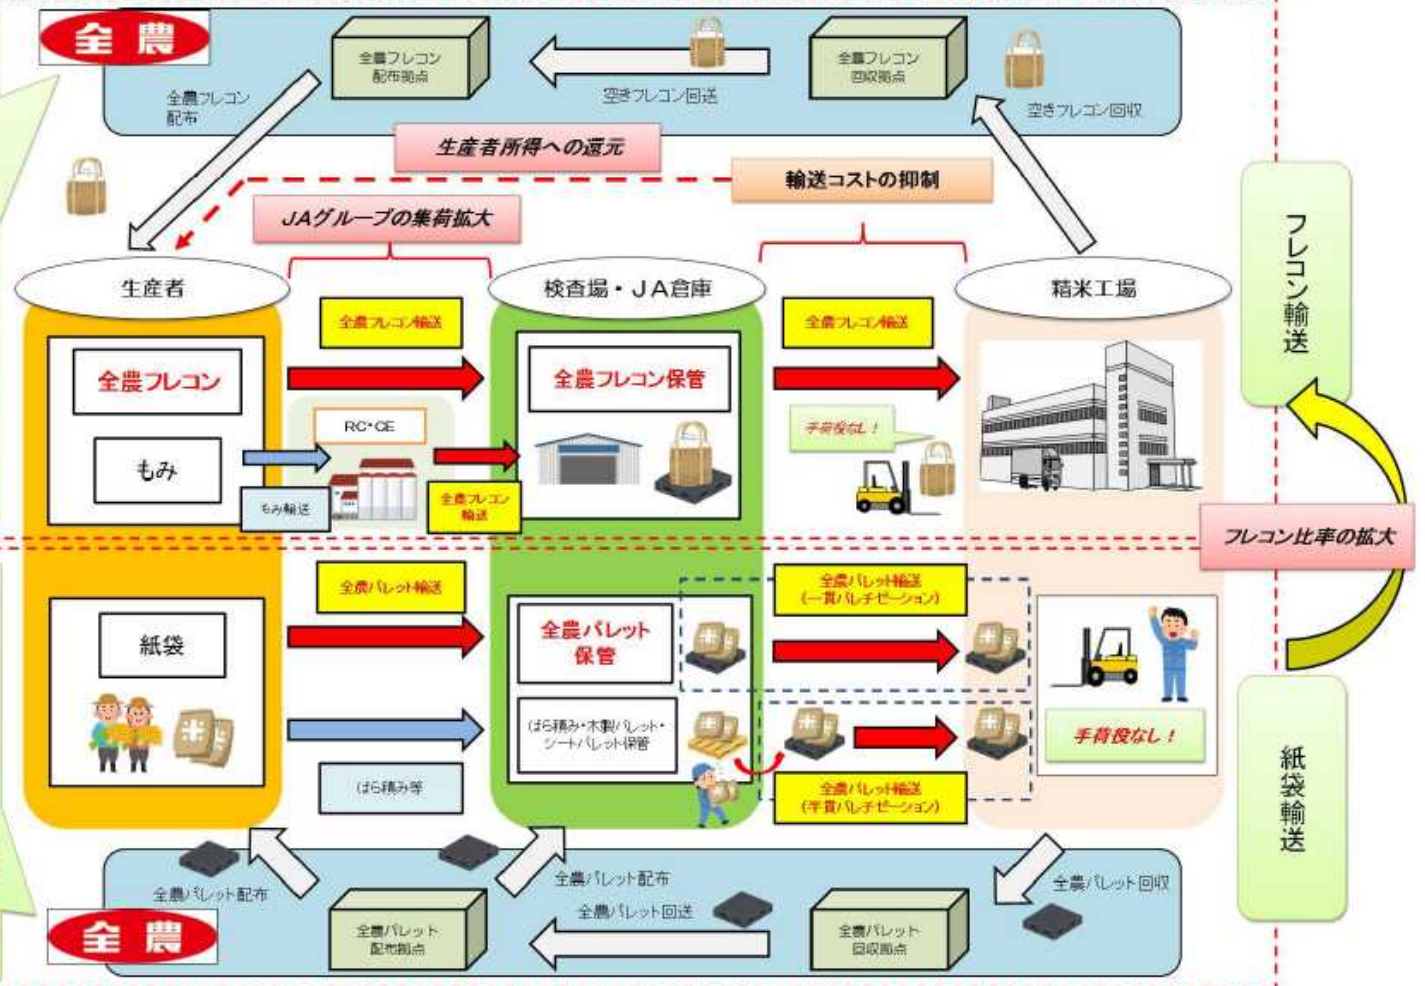 全農
全農フレコン
配布拠点
全農フレコン
回収拠点
全農フレコン
配布
空きフレコン回送
空きフレコン回収
生産者所得への還元
輸送コストの抑制
JAグループの集荷拡大
生産者
検査場・JA倉庫
精米工場
フレコン輸送
全農フレコン輸送
全農フレコン輸送
全農フレコン
全農フレコン保管
RC・CE
手荷役なし!
もみ
もみ輸送
全農フレコン
輸送
フレコン比率の拡大
全農パレット輸送
全農パレット輸送
(一貫パレチゼーション)
紙袋
全農パレット
保管
米
米
米
米
ばら積み・木製パレット・
シートパレット保管
米
米
米
手荷役なし!
ばら積み等
全農パレット輸送
(半貫パレチゼーション)
紙袋輸送
全農パレット配布
全農パレット配布
全農パレット回収
全農パレット回送
全農
全農パレット
配布拠点
全農パレット
回収拠点